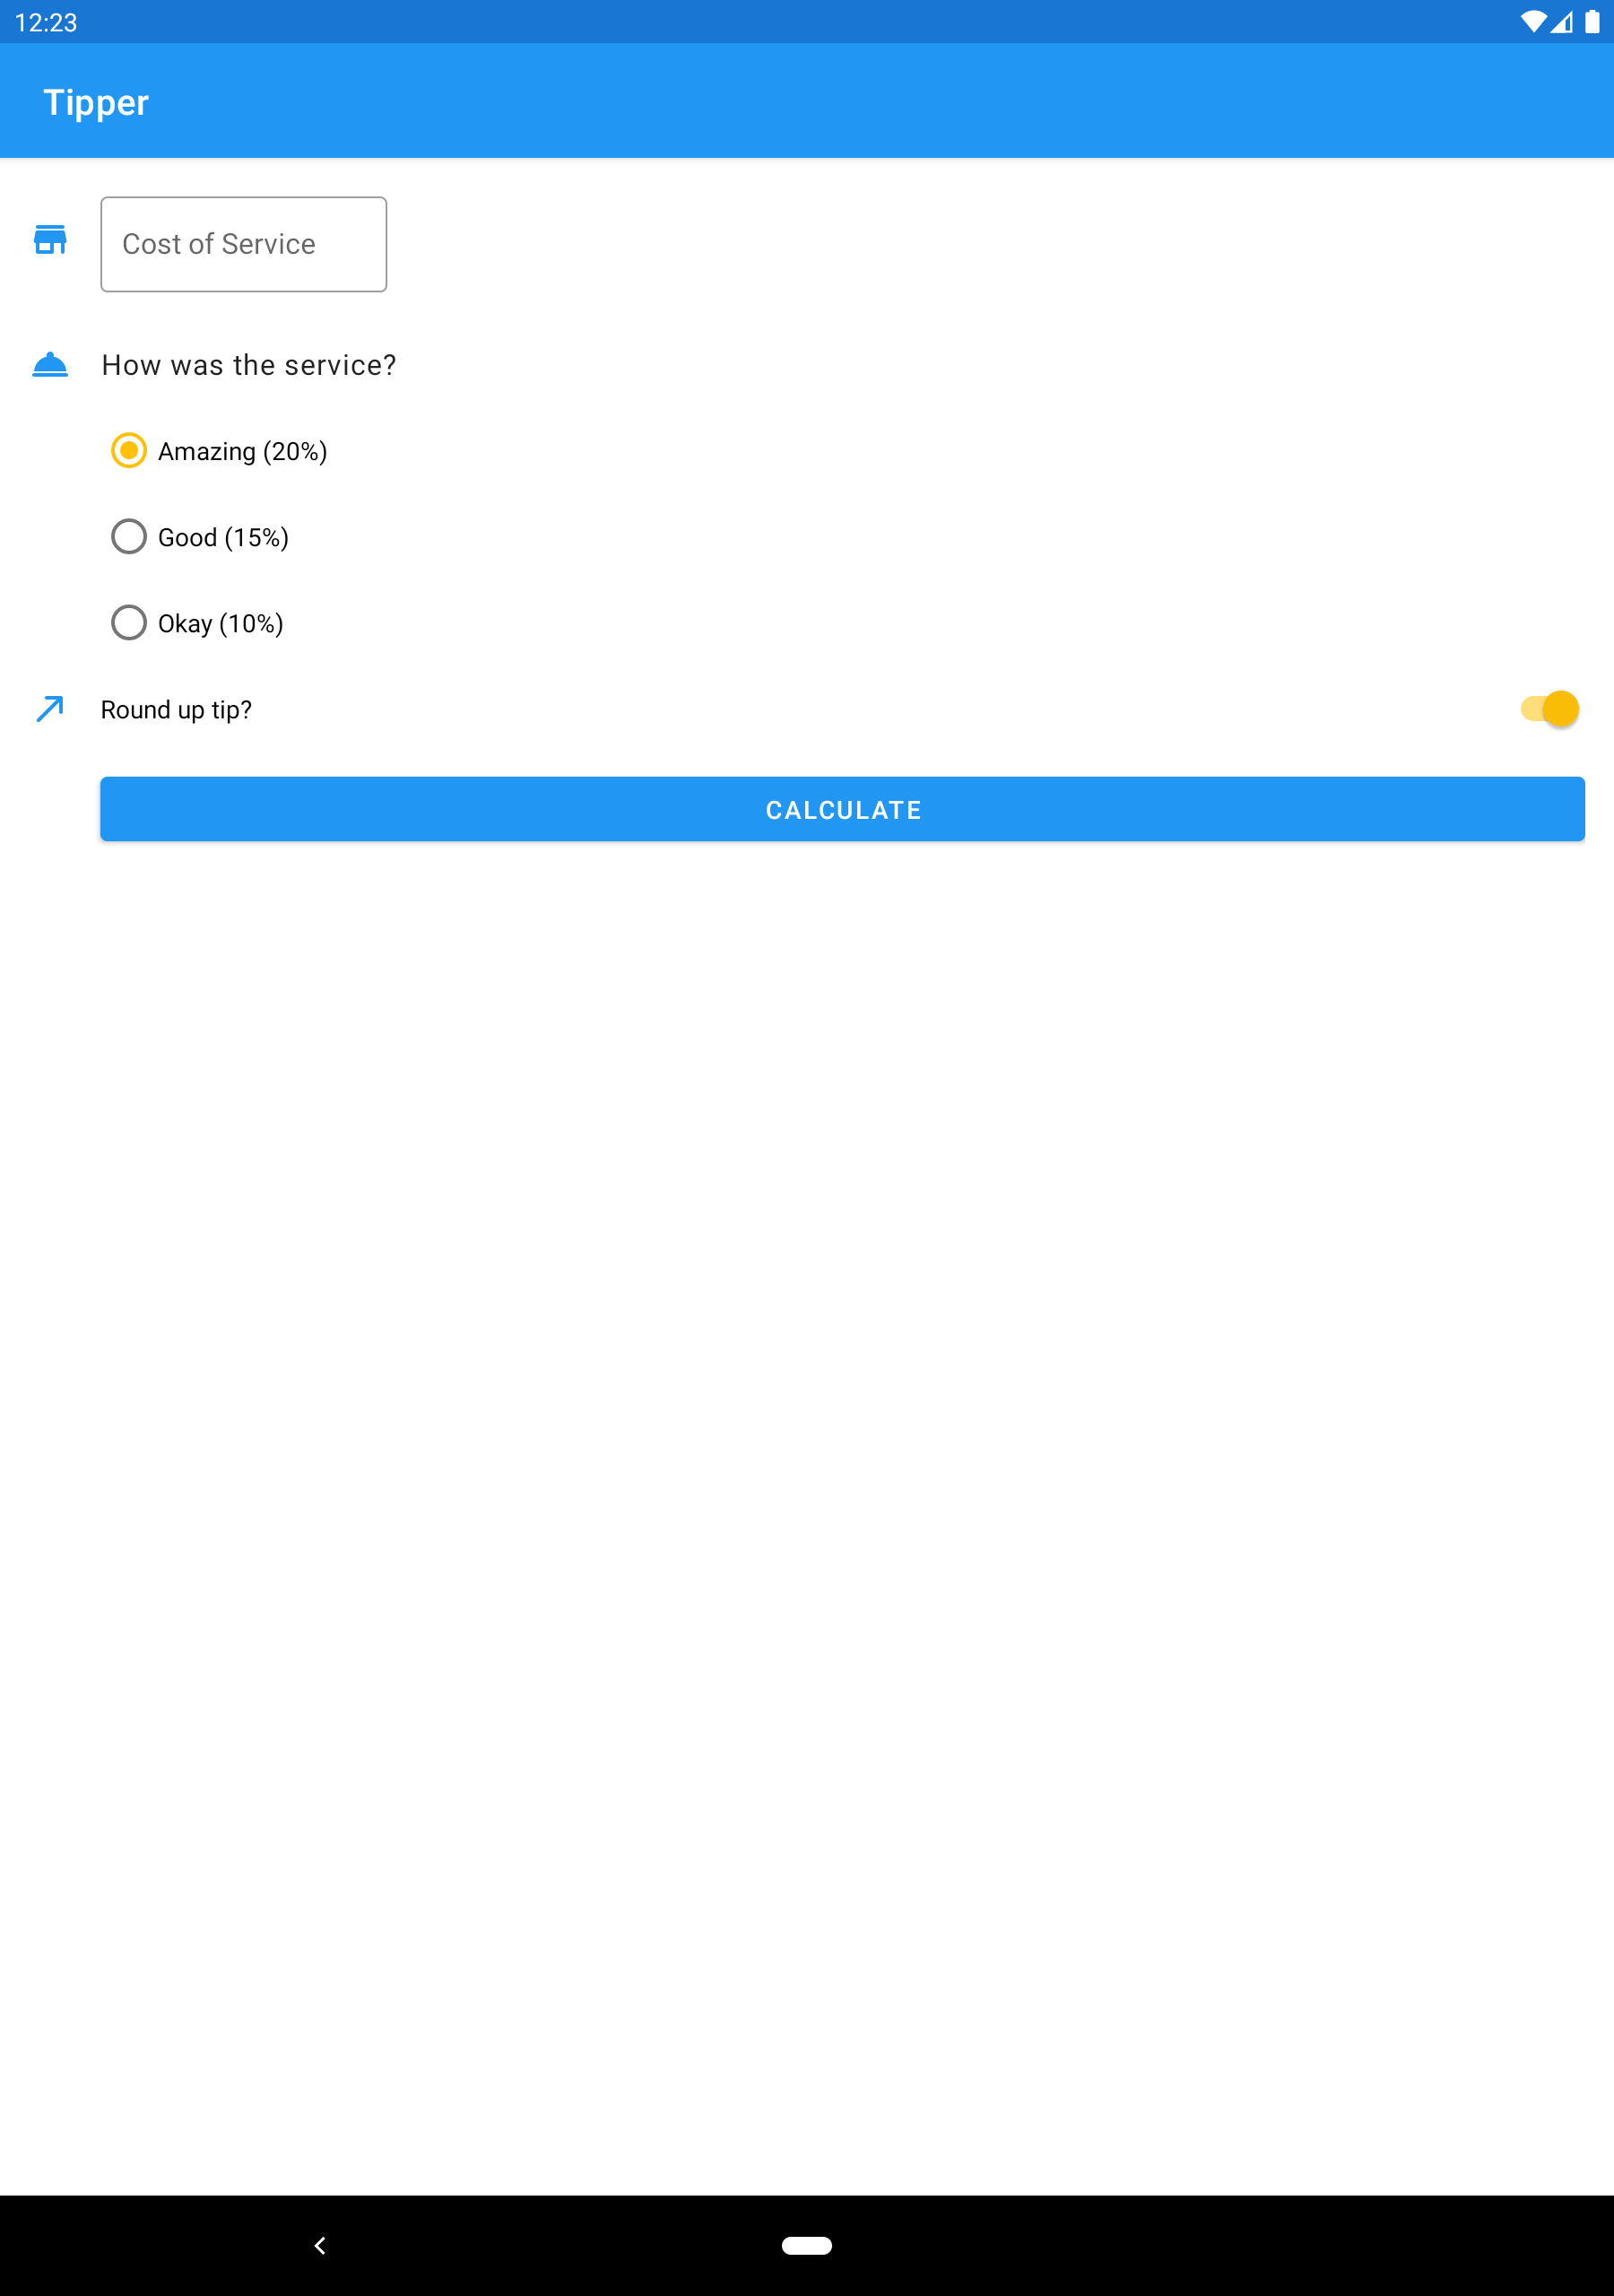 12:23
Tipper
Cost of Service
How was the service?
Amazing (20%)
Good (15%)
Okay (10%)
Round up tip?
CALCULATE